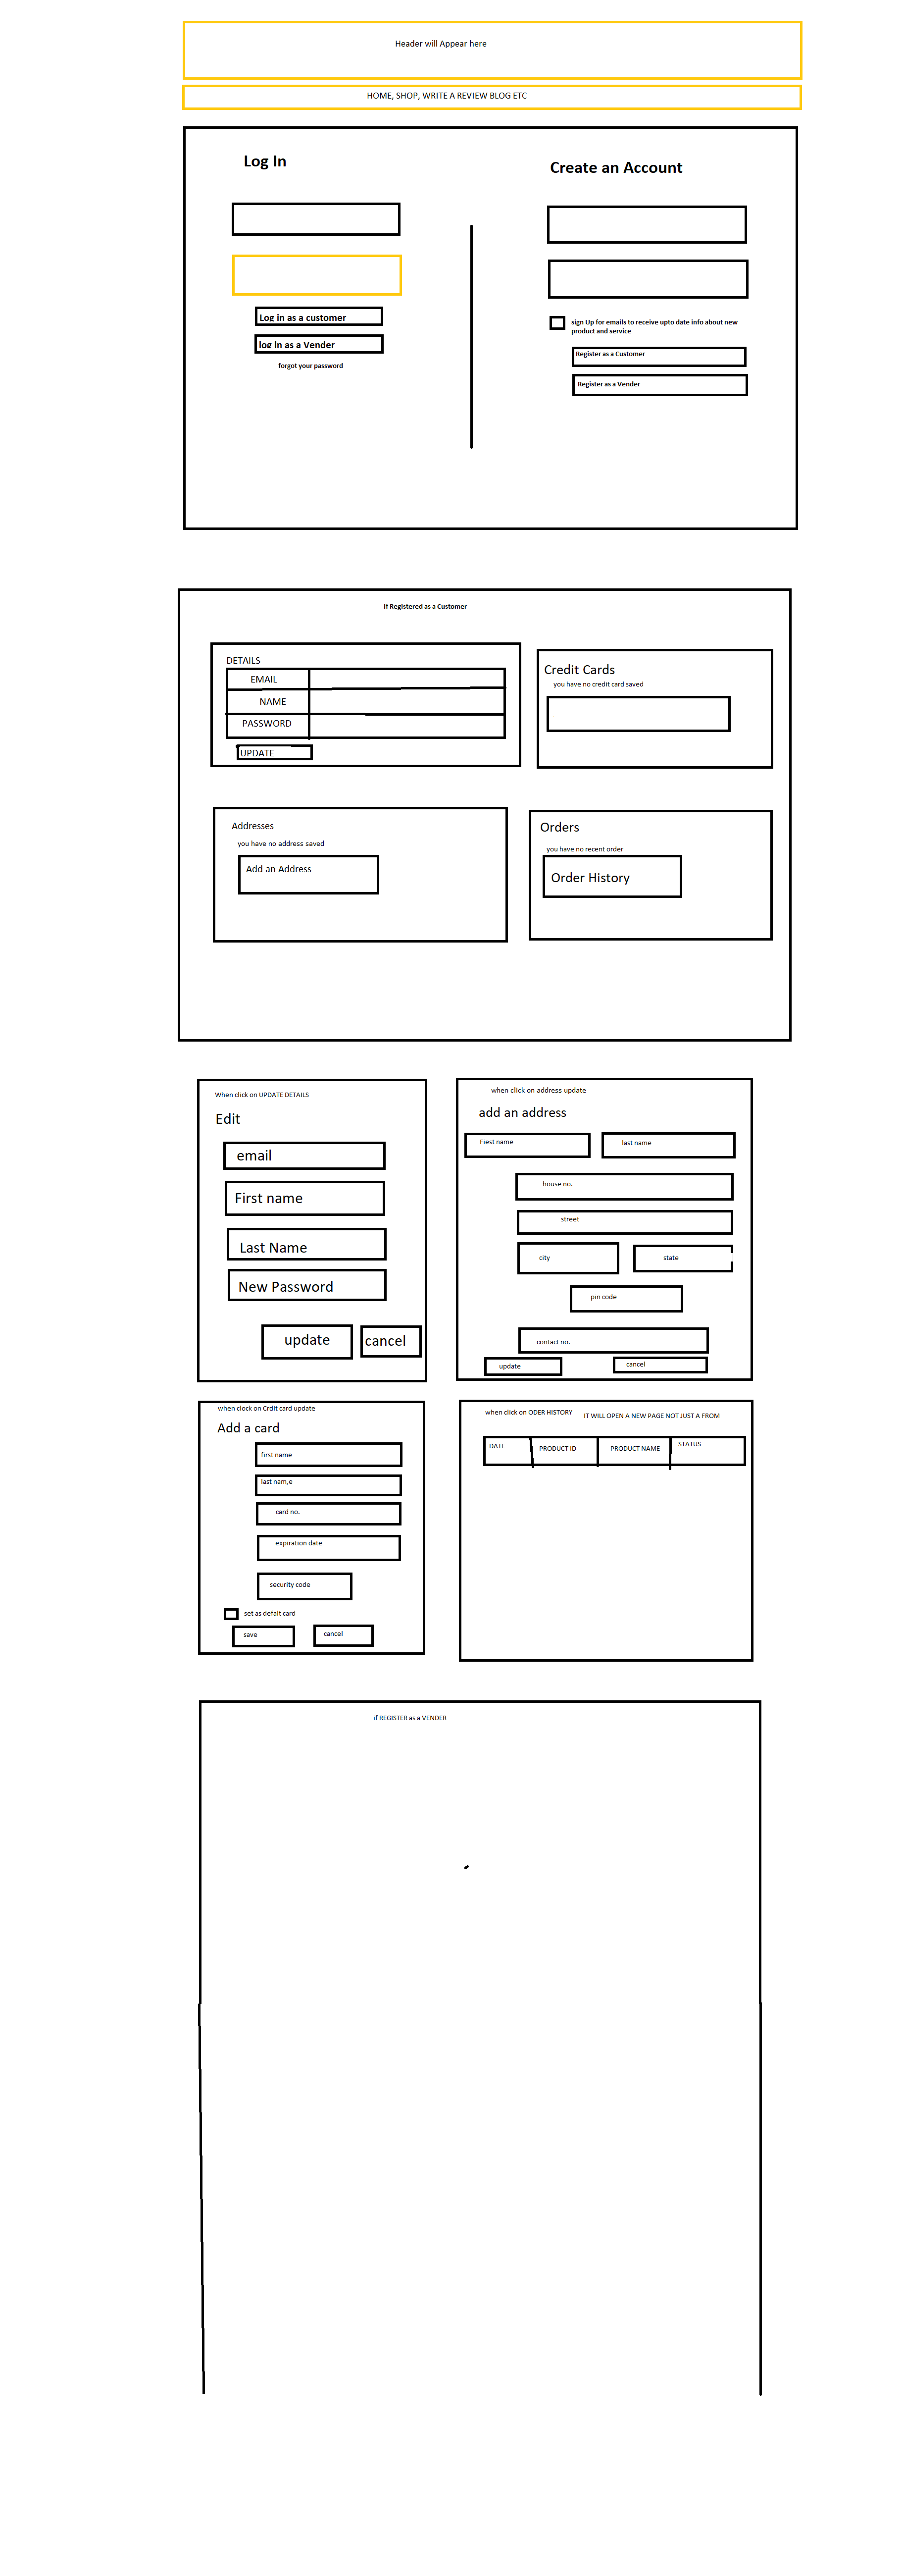 Header will Appear here
HOME, SHOP, WRITE A REVIEW BLOG ETC
Log In
Log in as a customer
log in as a Vender
forgot your password
Create an Account
sign Up for emails to receive upto date info about new
product and service
Register as a Customer
Register as a Vender
If Registered as a Customer
DETAILS
EMAIL
NAME
PASSWORD
UPDATE
Credit Cards
you have no credit card saved
Addresses
you have no address saved
Add an Address
Orders
you have no recent order
Order History
When click on UPDATE DETAILS
Edit
email
First name
Last Name
New Password
update
cancel
when click on address update
add an address
Fiest name
last name
house no.
street
city
state
pin code
contact no.
update
cancel
when clock on Crdit card update
Add a card
first name
last nam,e
card no.
expiration date
security code
set as defalt card
save
cancel
when click on ODER HISTORY
IT WILL OPEN A NEW PAGE NOT JUST A FROM
DATE
PRODUCT ID
PRODUCT NAME
STATUS
if REGISTER as a VENDER